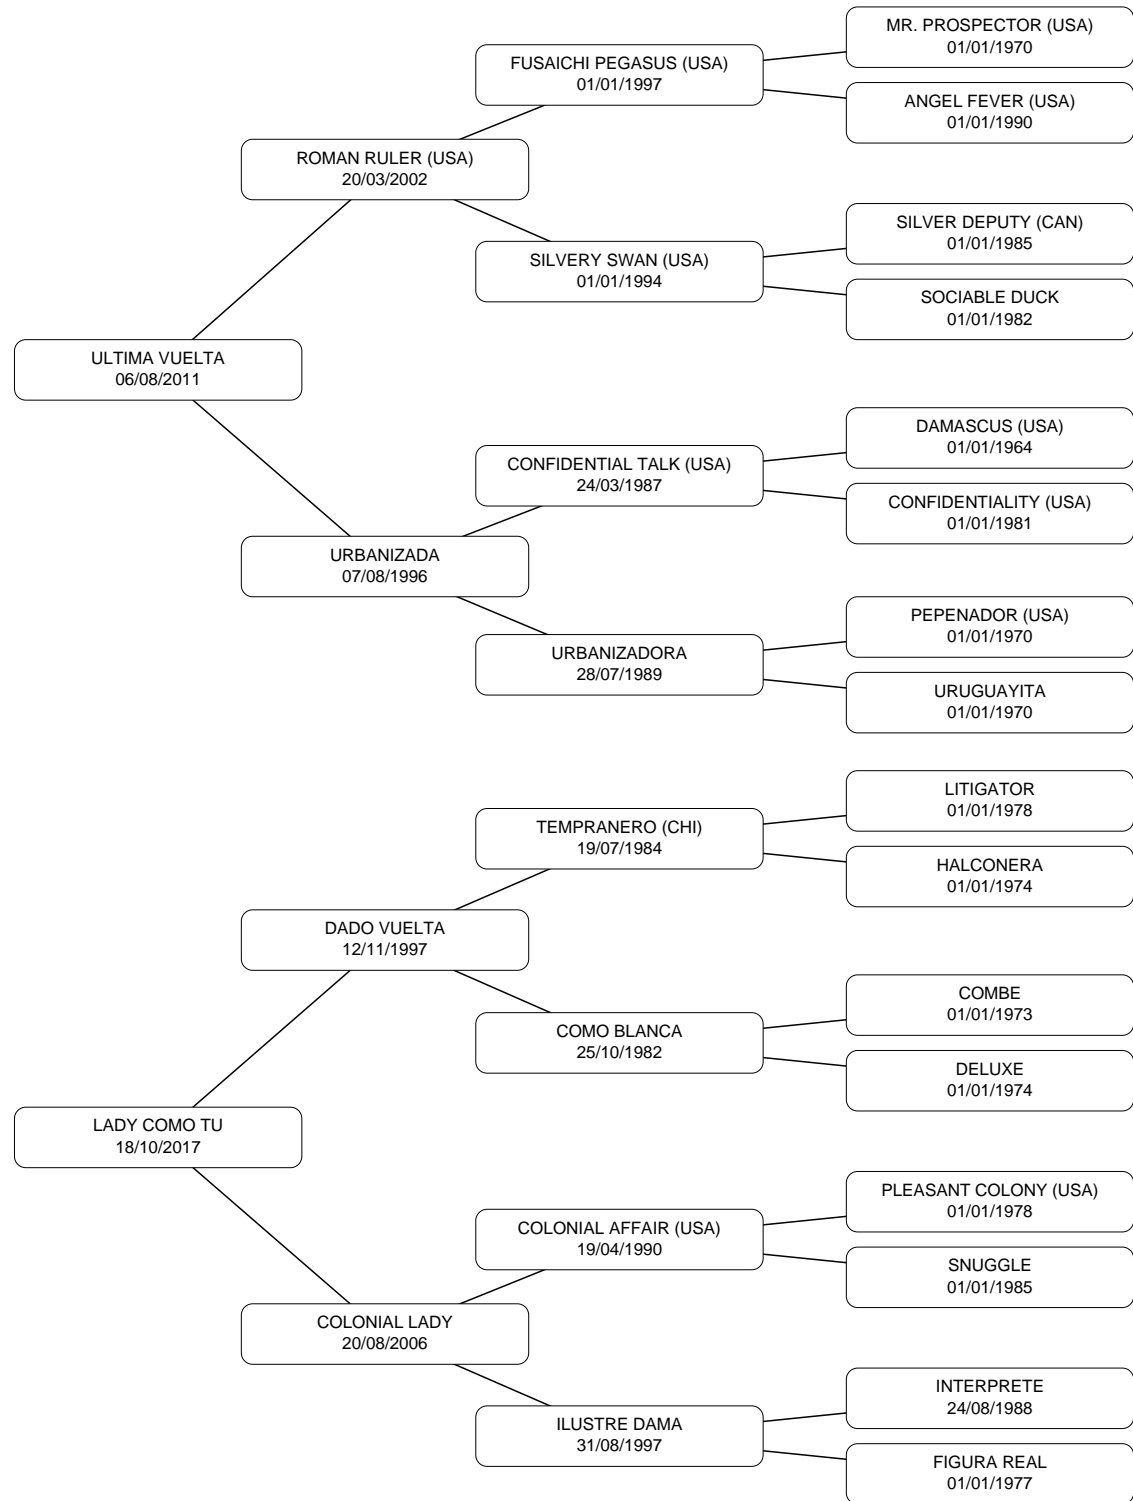 MR. PROSPECTOR (USA)
01/01/1970
FUSAICHI PEGASUS (USA)
01/01/1997
ANGEL FEVER (USA)
01/01/1990
ROMAN RULER (USA)
20/03/2002
SILVER DEPUTY (CAN)
01/01/1985
SILVERY SWAN (USA)
01/01/1994
SOCIABLE DUCK
01/01/1982
ULTIMA VUELTA
06/08/2011
DAMASCUS (USA)
01/01/1964
CONFIDENTIAL TALK (USA)
24/03/1987
CONFIDENTIALITY (USA)
01/01/1981
URBANIZADA
07/08/1996
PEPENADOR (USA)
01/01/1970
URBANIZADORA
28/07/1989
URUGUAYITA
01/01/1970
LITIGATOR
01/01/1978
TEMPRANERO (CHI)
19/07/1984
HALCONERA
01/01/1974
DADO VUELTA
12/11/1997
COMBE
01/01/1973
COMO BLANCA
25/10/1982
DELUXE
01/01/1974
LADY COMO TU
18/10/2017
PLEASANT COLONY (USA)
01/01/1978
COLONIAL AFFAIR (USA)
19/04/1990
SNUGGLE
01/01/1985
COLONIAL LADY
20/08/2006
INTERPRETE
24/08/1988
ILUSTRE DAMA
31/08/1997
FIGURA REAL
01/01/1977